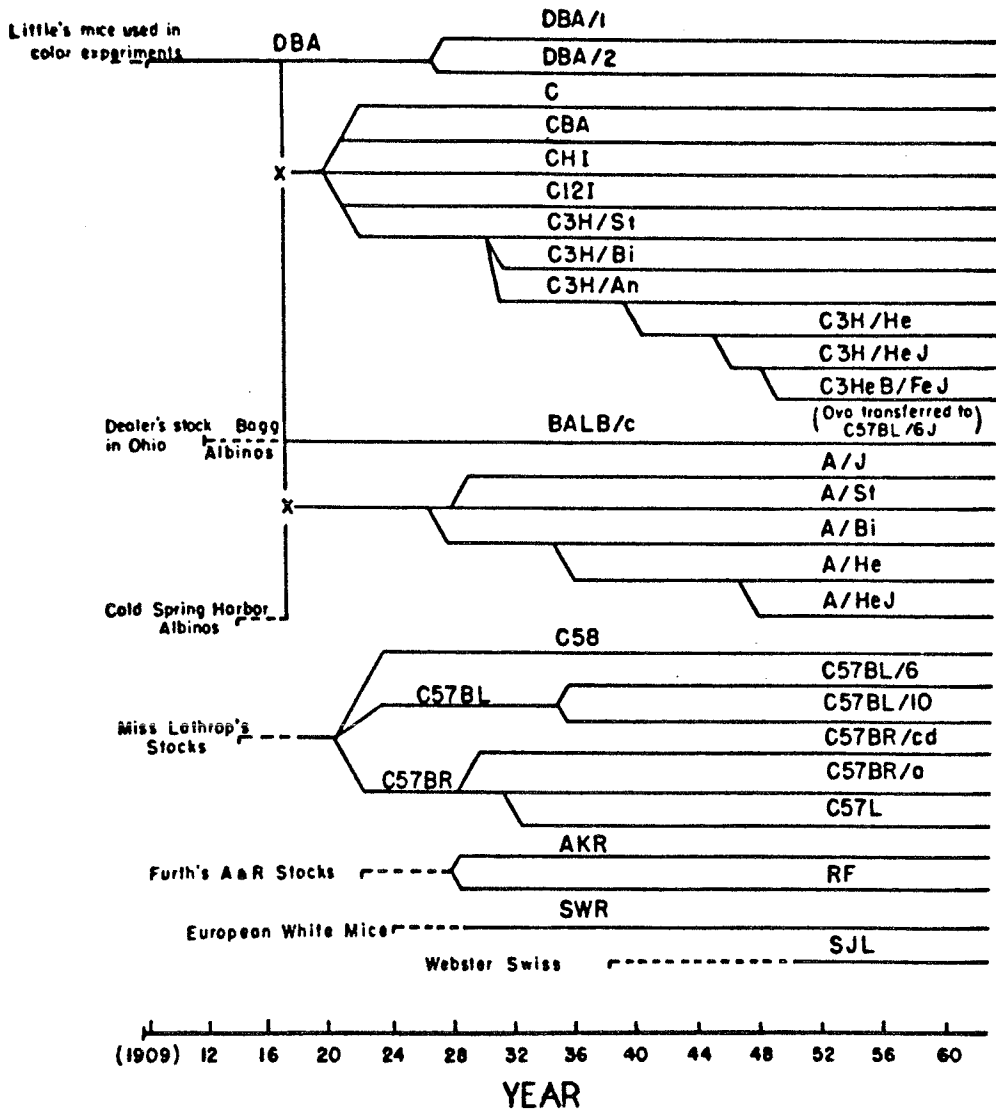 Little's mice used in
color experiments
DBA
DBA/1
DBA/2
C
CBA
CHI
C12I
C3H/St
C3H/Bi
C3H/An
C3H/He
C3H/HeJ
C3HeB/FeJ
(Ova transferred to
C57BL/6J)
X
Dealer's stock
in Ohio
Bagg
Albinos
BALB/c
A/J
A/St
A/Bi
A/He
A/HeJ
X
Cold Spring Harbor
Albinos
C58
C57BL
C57BL/6
C57BL/10
Miss Lathrop's
Stocks
C57BR/cd
C57BR
C57BR/a
C57L
AKR
Furth's A&R Stocks
RF
SWR
European White Mice
SJL
Webster Swiss
(1909) 12 16 20 24 28 32 36 40 44 48 52 56 60
YEAR